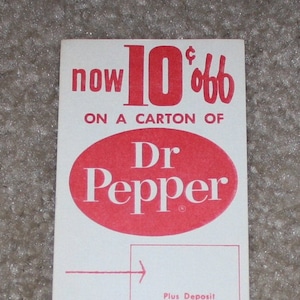 now 10¢ off
ON A CARTON OF
Dr
Pepper
®
Plus Deposit